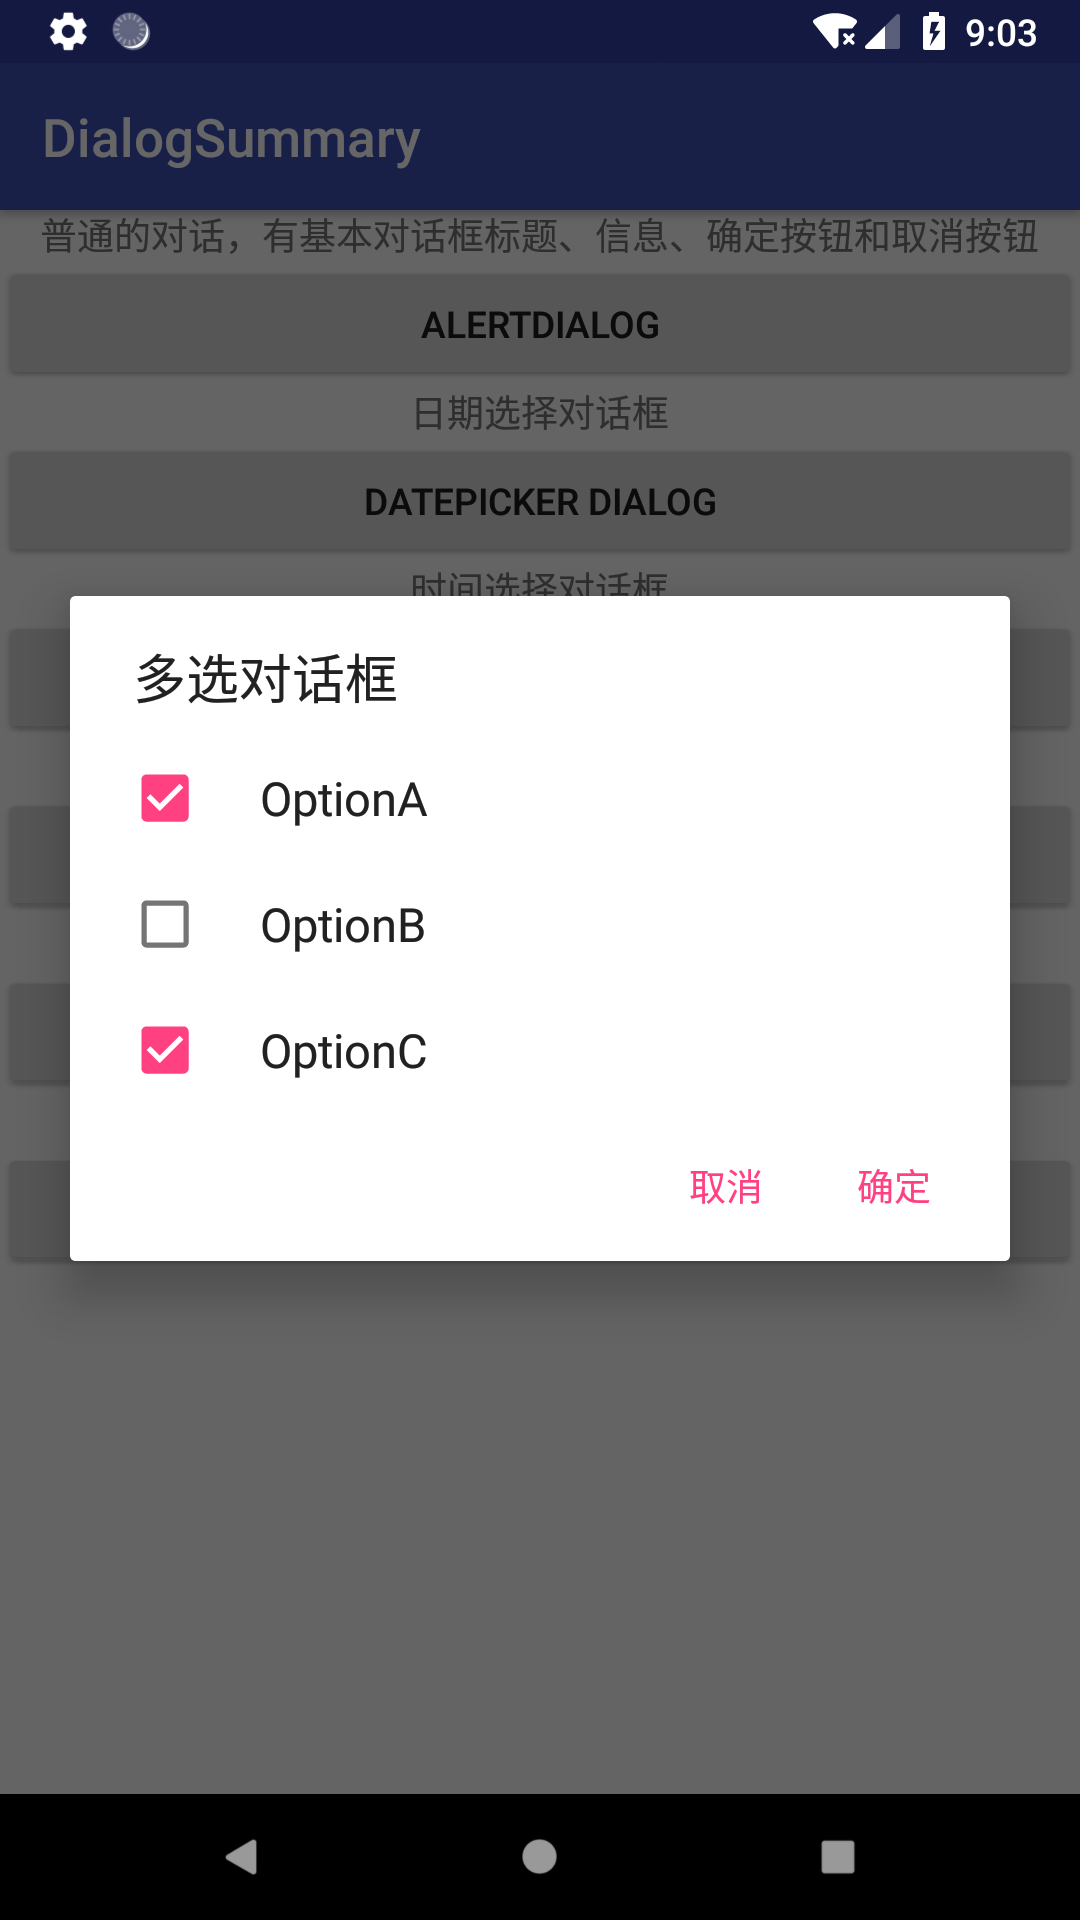 9:03
DialogSummary
普通的对话，有基本对话框标题、信息、确定按钮和取消按钮
ALERTDIALOG
日期选择对话框
DATEPICKER DIALOG
时间选择对话框
多选对话框
OptionA
OptionB
OptionC
取消
确定